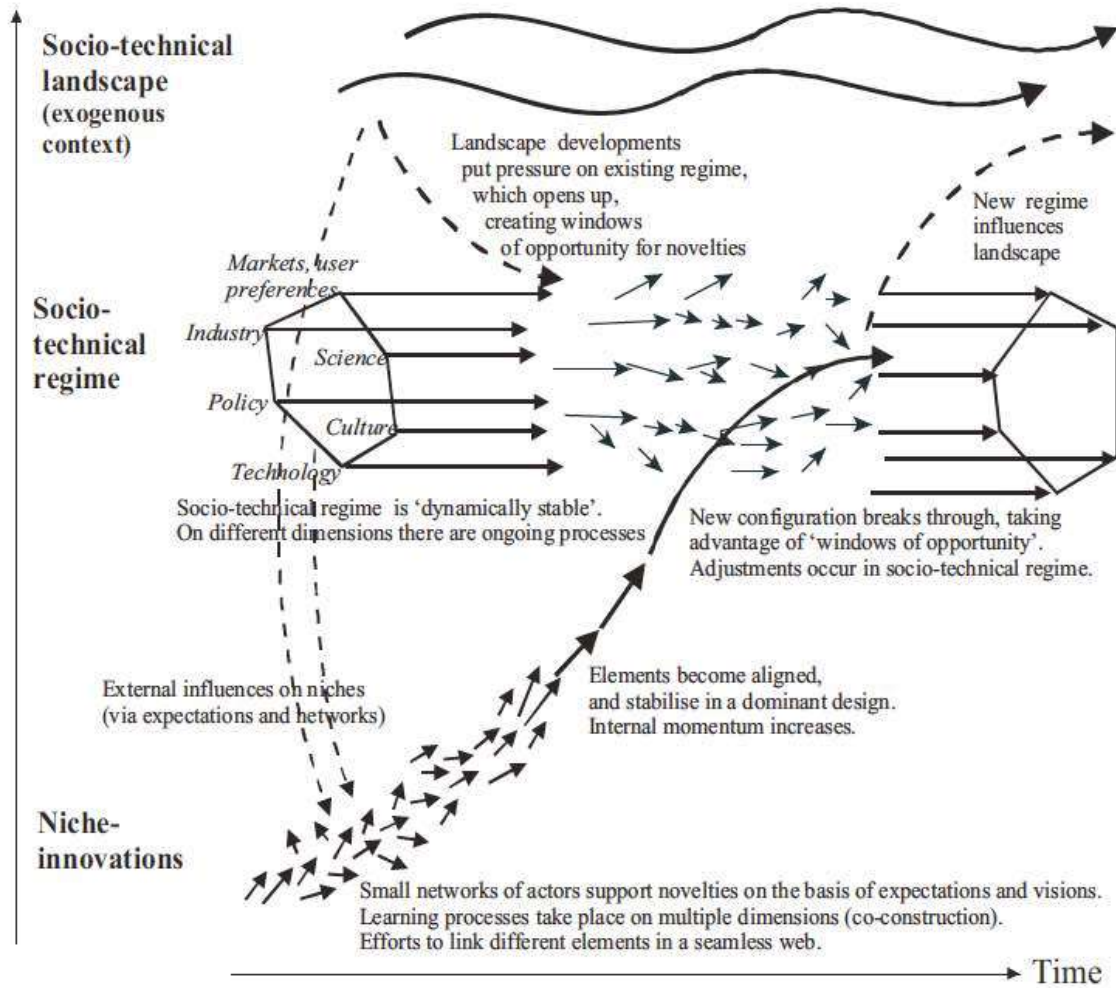 Socio-technical
landscape
(exogenous
context)
Landscape developments
put pressure on existing regime,
which opens up,
creating windows
of opportunity for novelties
New regime
influences
landscape
Socio-
technical
regime
Markets, user
preferences
Industry
Science
Policy
Culture
Technology
Socio-technical regime is ‘dynamically stable’.
On different dimensions there are ongoing processes
New configuration breaks through, taking
advantage of ‘windows of opportunity’.
Adjustments occur in socio-technical regime.
External influences on niches
(via expectations and networks)
Elements become aligned,
and stabilise in a dominant design.
Internal momentum increases.
Niche-
innovations
Small networks of actors support novelties on the basis of expectations and visions.
Learning processes take place on multiple dimensions (co-construction).
Efforts to link different elements in a seamless web.
Time